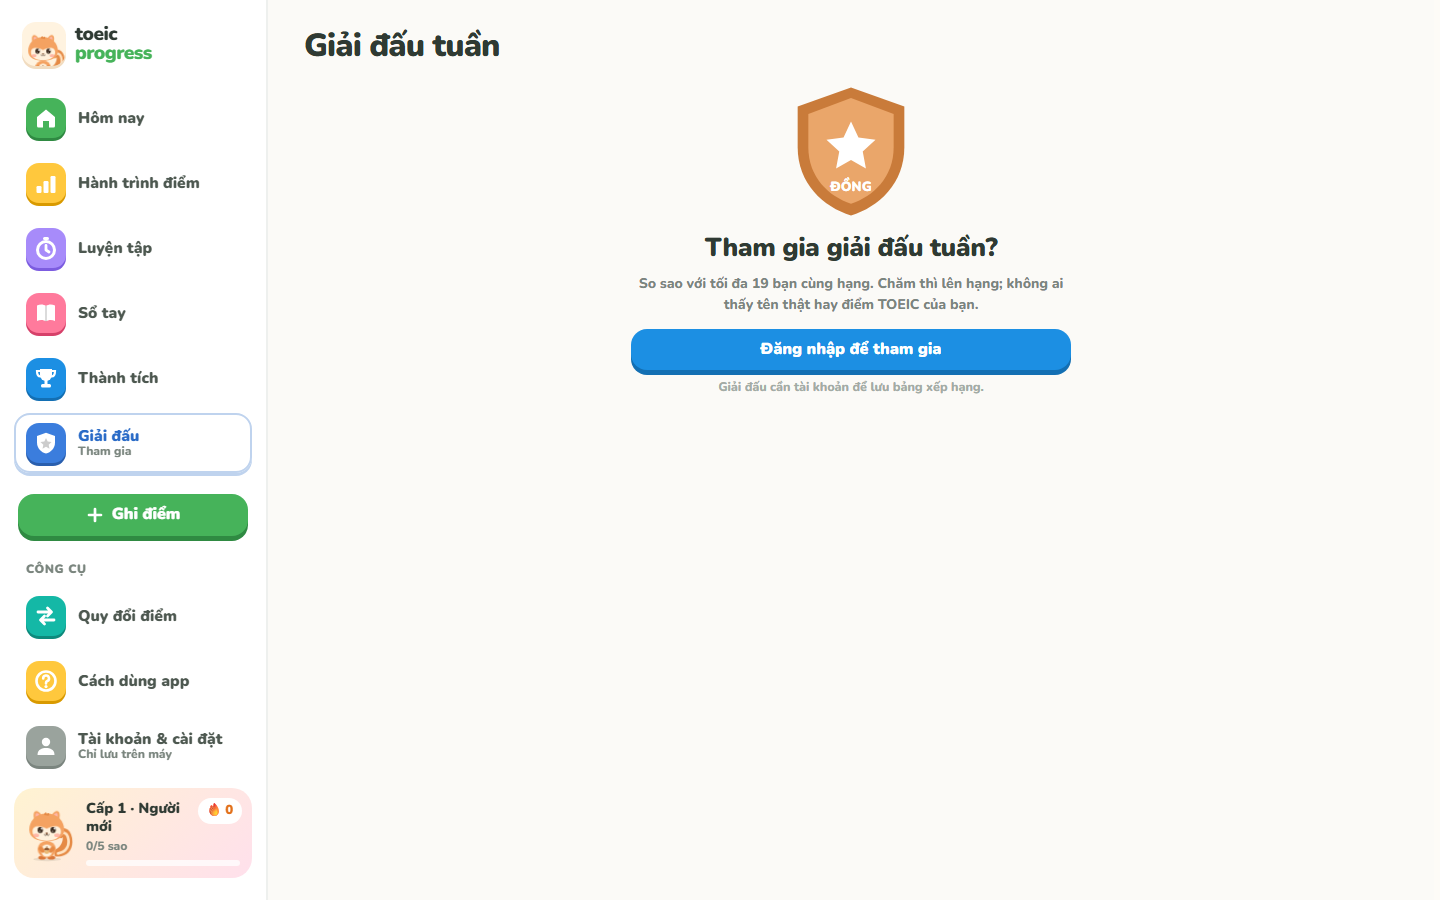 toeic
progress
Hôm nay
Hành trình điểm
Luyện tập
Sổ tay
Thành tích
Giải đấu
Tham gia
Ghi điểm
CÔNG CỤ
Quy đổi điểm
Cách dùng app
Tài khoản & cài đặt
Chỉ lưu trên máy
Cấp 1 · Người
mới
0
0/5 sao
Giải đấu tuần
ĐỒNG
Tham gia giải đấu tuần?
So sao với tối đa 19 bạn cùng hạng. Chăm thì lên hạng; không ai
thấy tên thật hay điểm TOEIC của bạn.
Đăng nhập để tham gia
Giải đấu cần tài khoản để lưu bảng xếp hạng.